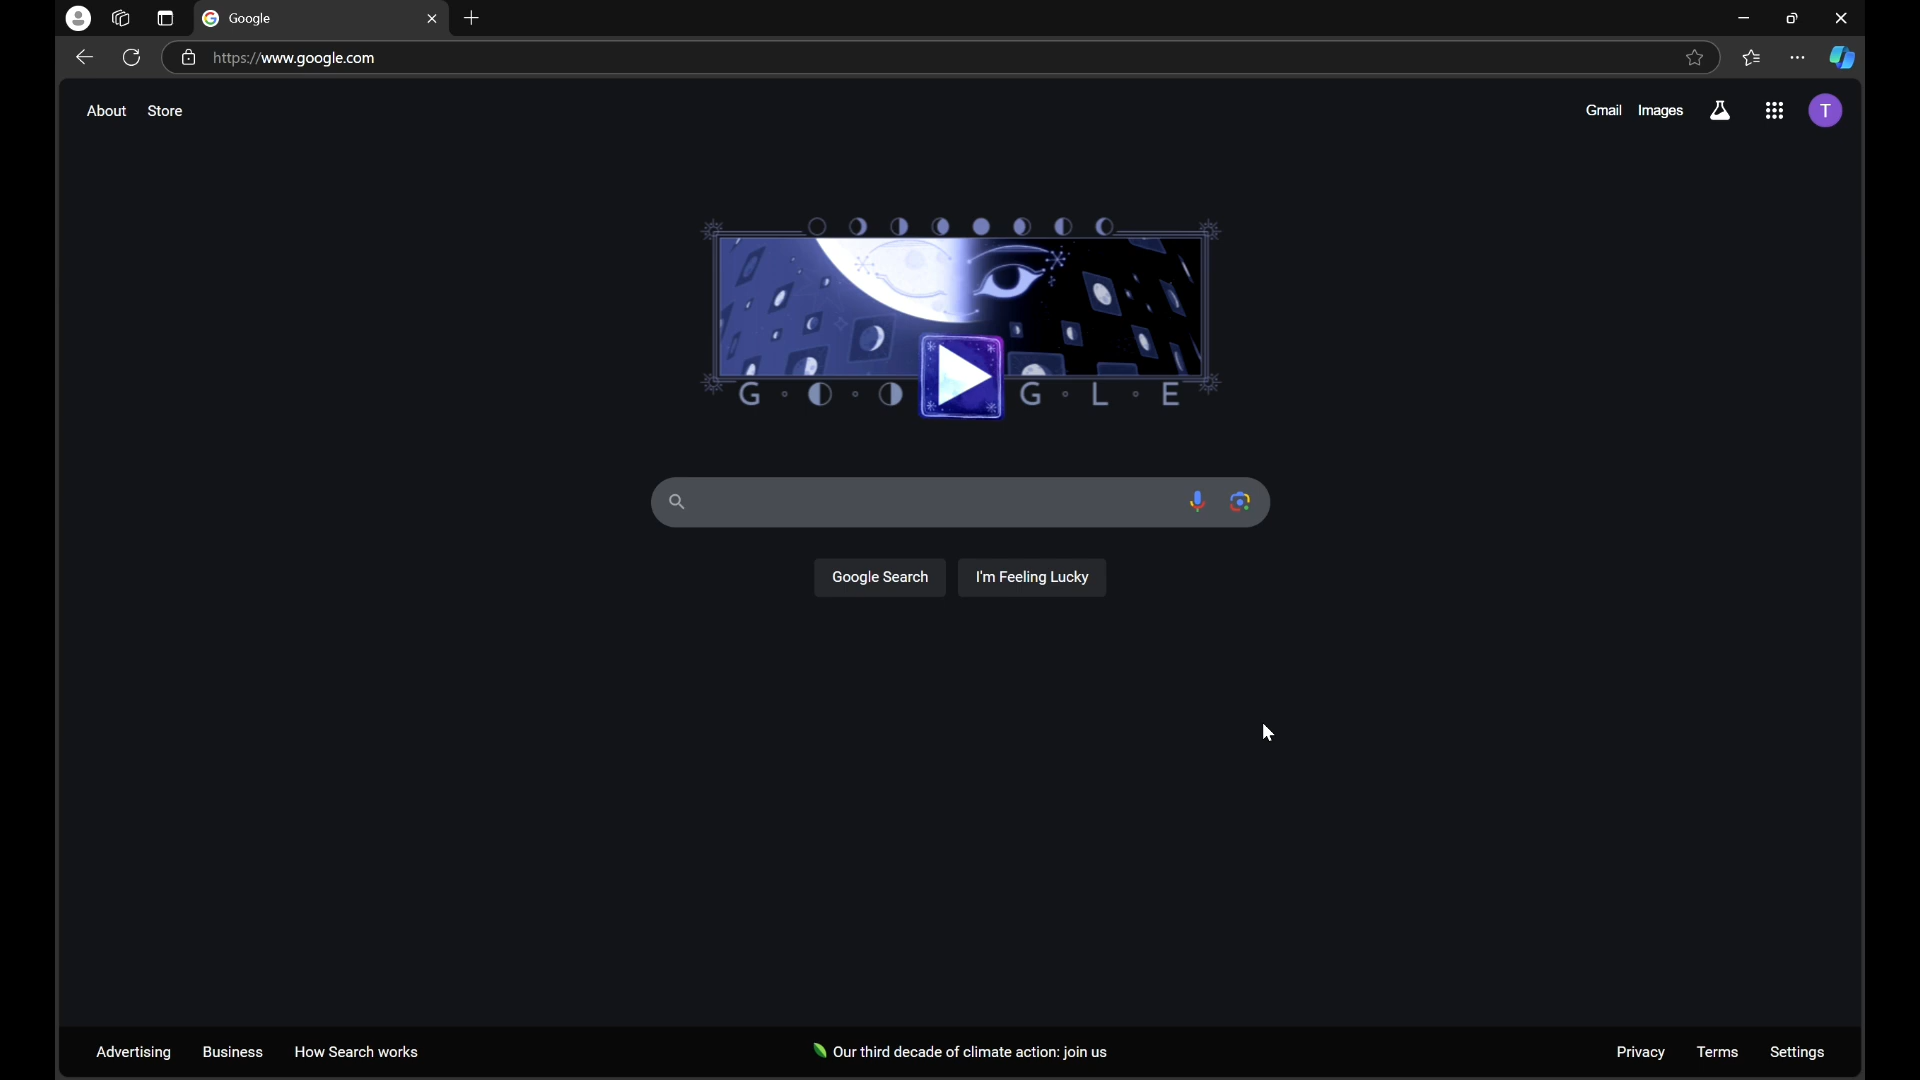 Google
https://www.google.com
About Store
Gmail Images T
G O O G L E
Google Search I'm Feeling Lucky
Advertising Business How Search works
Our third decade of climate action: join us
Privacy Terms Settings